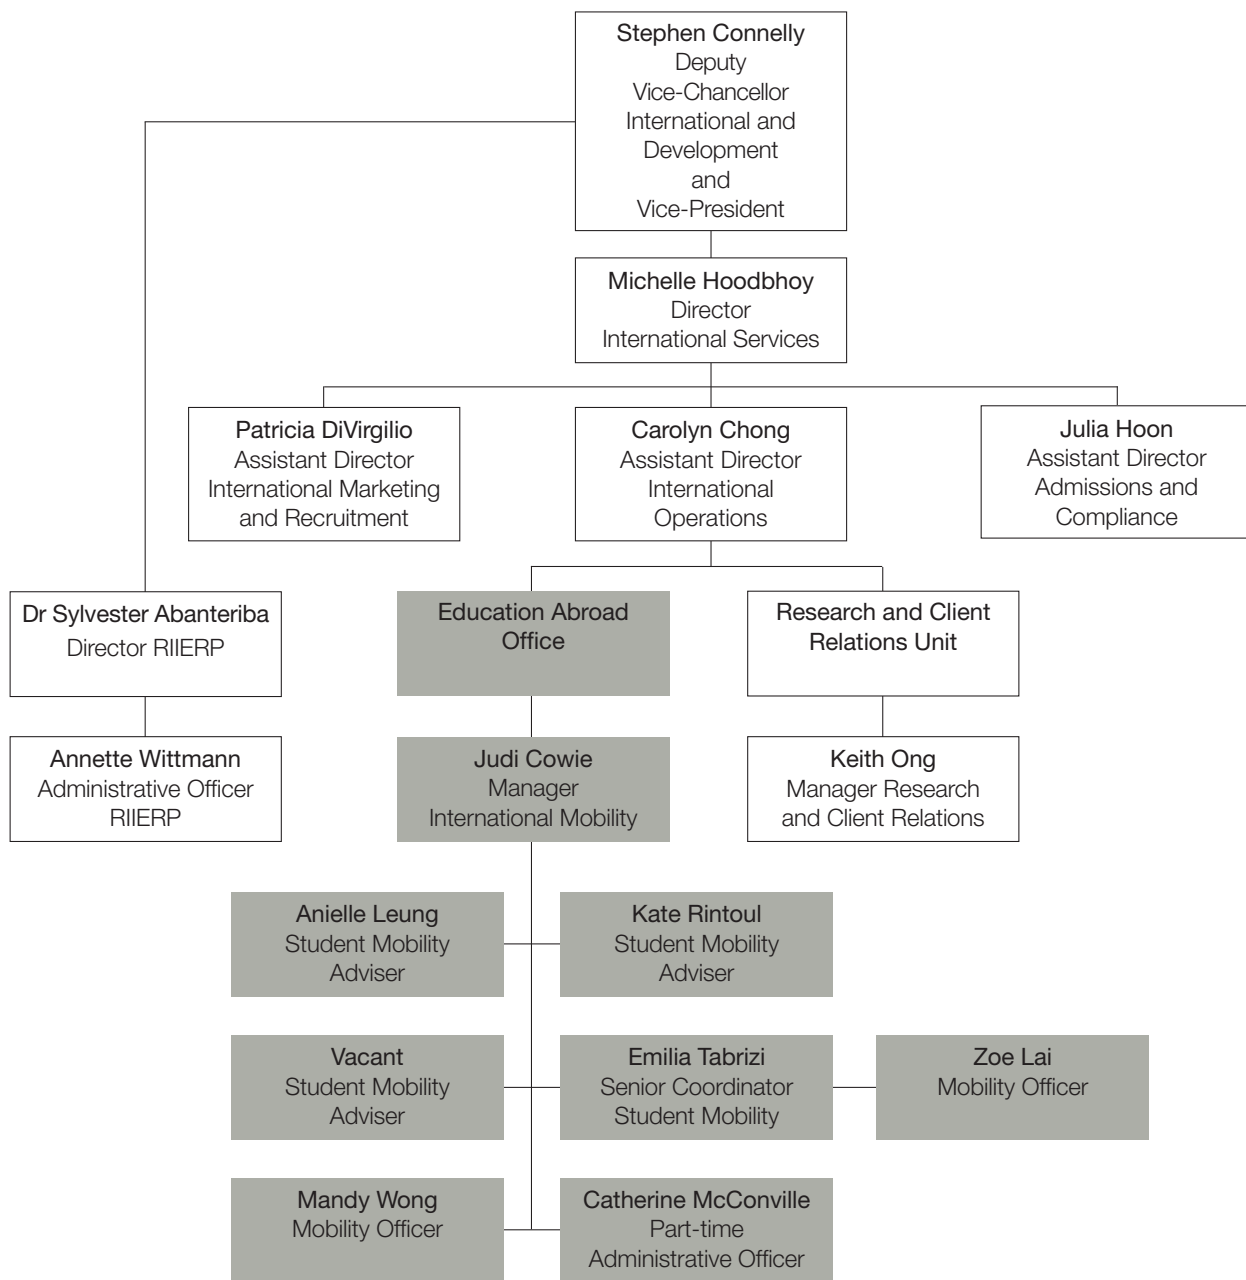 Stephen Connelly
Deputy
Vice-Chancellor
International and
Development
and
Vice-President
Michelle Hoodbhoy
Director
International Services
Patricia DiVirgilio
Assistant Director
International Marketing
and Recruitment
Carolyn Chong
Assistant Director
International
Operations
Julia Hoon
Assistant Director
Admissions and
Compliance
Dr Sylvester Abanteriba
Director RIIERP
Education Abroad
Office
Research and Client
Relations Unit
Annette Wittmann
Administrative Officer
RIIERP
Judi Cowie
Manager
International Mobility
Keith Ong
Manager Research
and Client Relations
Anielle Leung
Student Mobility
Adviser
Kate Rintoul
Student Mobility
Adviser
Vacant
Student Mobility
Adviser
Emilia Tabrizi
Senior Coordinator
Student Mobility
Zoe Lai
Mobility Officer
Mandy Wong
Mobility Officer
Catherine McConville
Part-time
Administrative Officer